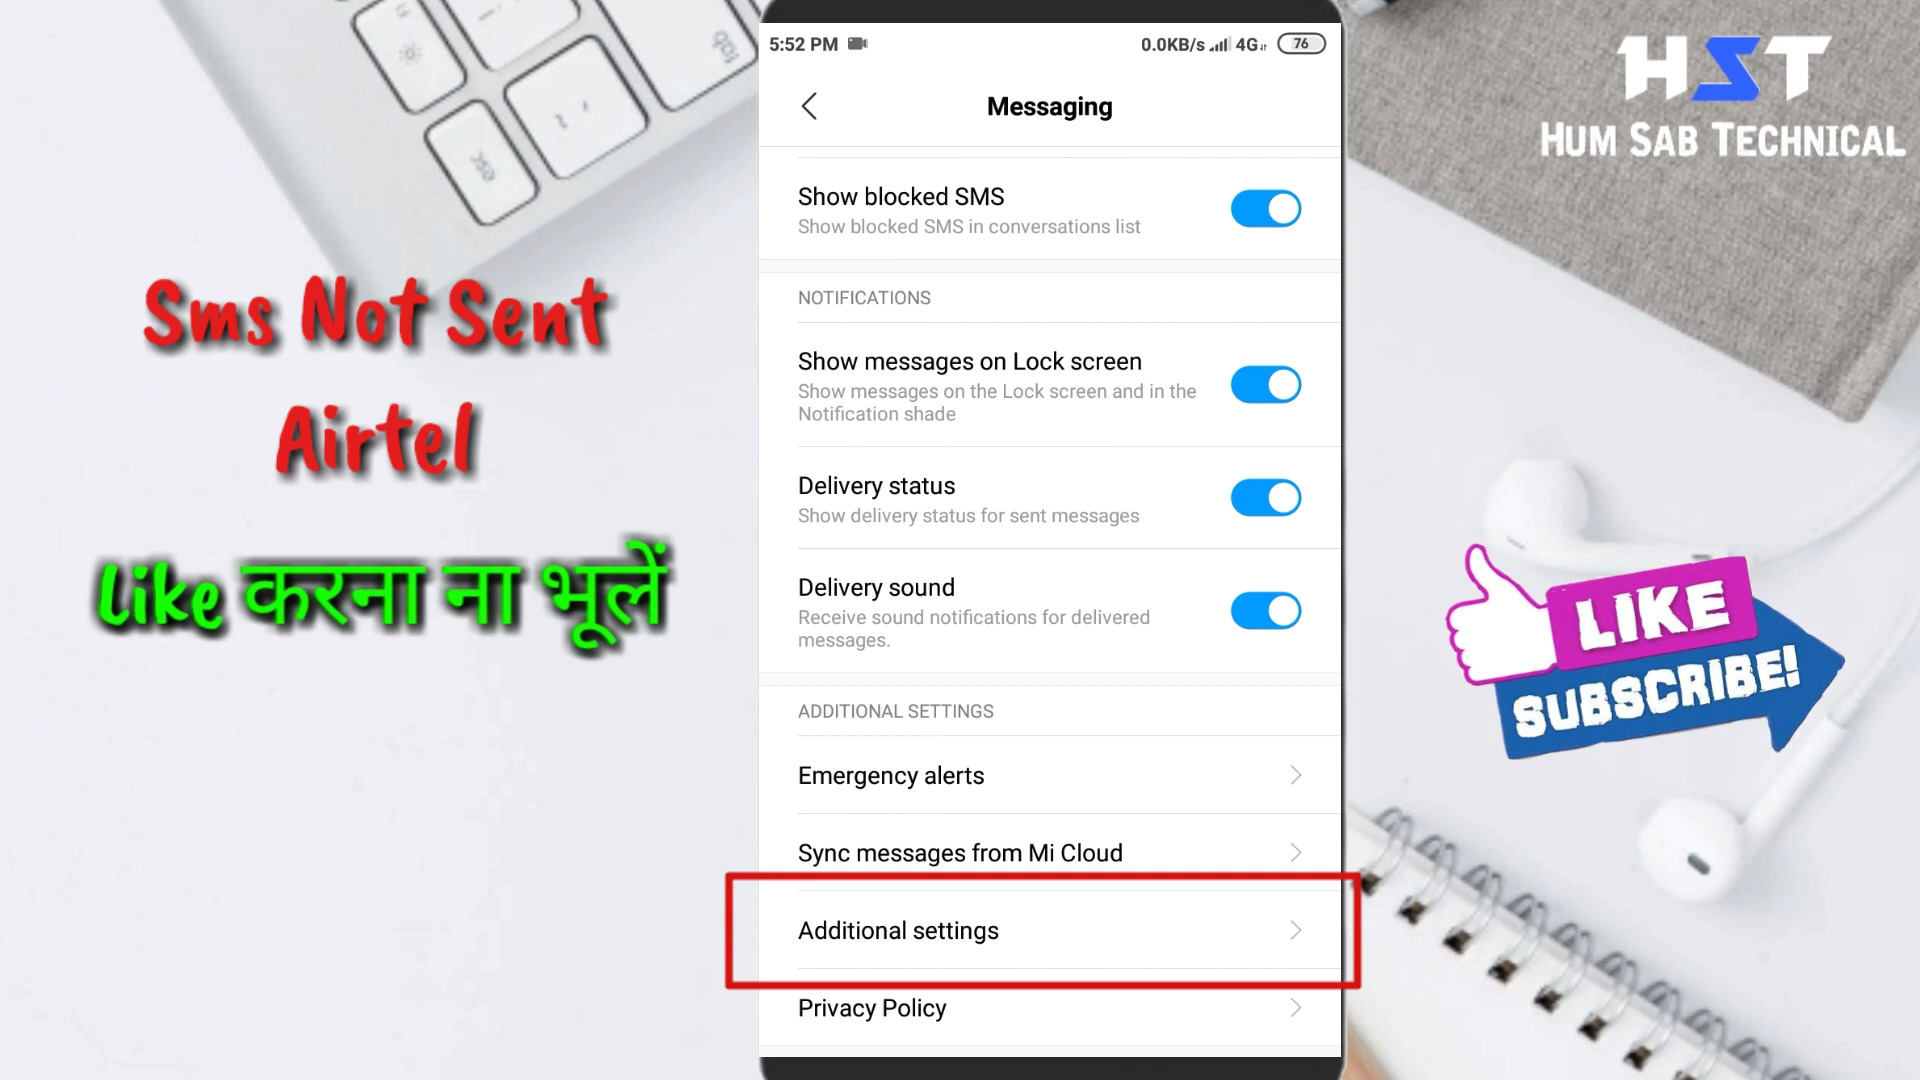 5:52 PM
0.0KB/s 4G 76
Messaging
Show blocked SMS
Show blocked SMS in conversations list
NOTIFICATIONS
Show messages on Lock screen
Show messages on the Lock screen and in the
Notification shade
Delivery status
Show delivery status for sent messages
Delivery sound
Receive sound notifications for delivered
messages.
ADDITIONAL SETTINGS
Emergency alerts
Sync messages from Mi Cloud
Additional settings
Privacy Policy
Sms Not Sent
Airtel
Like करना ना भूलें
HST
HUM SAB TECHNICAL
LIKE
SUBSCRIBE!
tab
esc